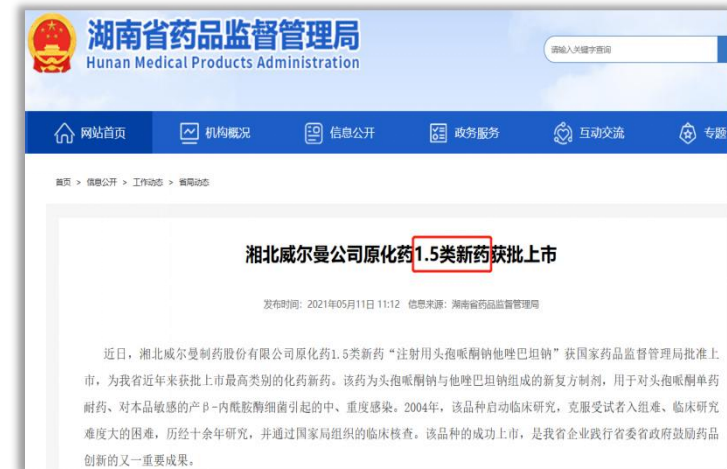 湖南省药品监督管理局
Hunan Medical Products Administration
请输入关键字查询
网站首页 机构概况 信息公开 政务服务 互动交流 专题
首页 > 信息公开 > 工作动态 > 省局动态
湘北威尔曼公司原化药1.5类新药获批上市
发布时间：2021年05月11日 11:12 信息来源：湖南省药品监督管理局
近日，湘北威尔曼制药股份有限公司原化药1.5类新药“注射用头孢哌酮钠他唑巴坦钠”获国家药品监督管理局批准上
市，为我省近年来获批上市最高类别的化药新药。该药为头孢哌酮钠与他唑巴坦钠组成的新复方制剂，用于对头孢哌酮单药
耐药、对本品敏感的产β-内酰胺酶细菌引起的中、重度感染。2004年，该品种启动临床研究，克服受试者入组难、临床研究
难度大的困难，历经十余年研究，并通过国家局组织的临床核查。该品种的成功上市，是我省企业践行省委省政府鼓励药品
创新的又一重要成果。